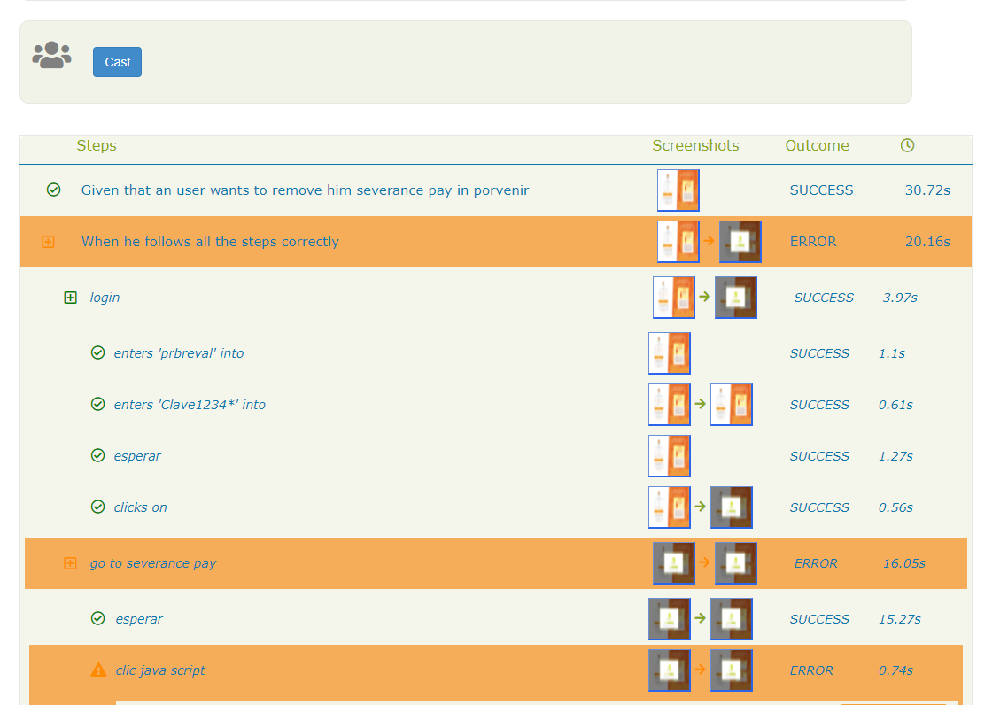 Cast
Steps Screenshots Outcome
Given that an user wants to remove him severance pay in porvenir SUCCESS 30.72s
When he follows all the steps correctly ERROR 20.16s
login SUCCESS 3.97s
enters 'prbreval' into SUCCESS 1.1s
enters 'Clave1234*' into SUCCESS 0.61s
esperar SUCCESS 1.27s
clicks on SUCCESS 0.56s
go to severance pay ERROR 16.05s
esperar SUCCESS 15.27s
clic java script ERROR 0.74s